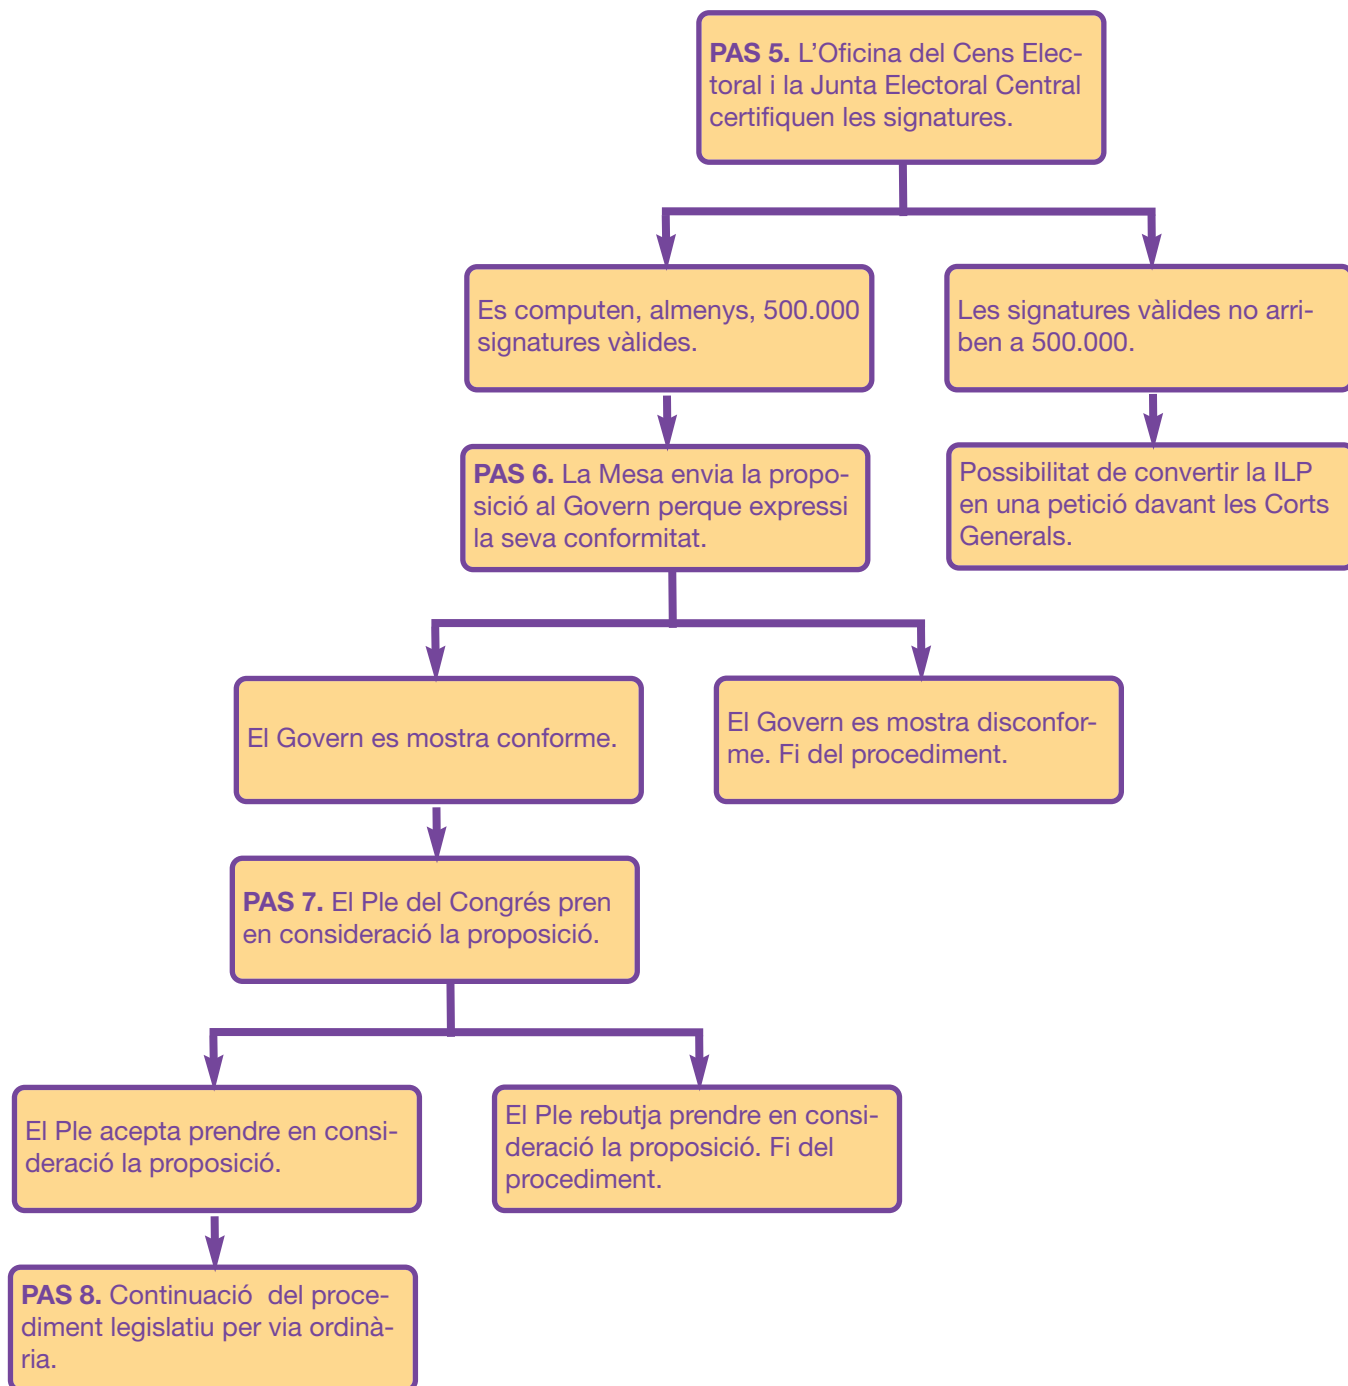 PAS 5. L’Oficina del Cens Elec-
toral i la Junta Electoral Central
certifiquen les signatures.
Es computen, almenys, 500.000
signatures vàlides.
Les signatures vàlides no arri-
ben a 500.000.
PAS 6. La Mesa envia la propo-
sició al Govern perque expressi
la seva conformitat.
Possibilitat de convertir la ILP
en una petició davant les Corts
Generals.
El Govern es mostra conforme.
El Govern es mostra disconfor-
me. Fi del procediment.
PAS 7. El Ple del Congrés pren
en consideració la proposició.
El Ple acepta prendre en consi-
deració la proposició.
El Ple rebutja prendre en consi-
deració la proposició. Fi del
procediment.
PAS 8. Continuació  del proce-
diment legislatiu per via ordinà-
ria.